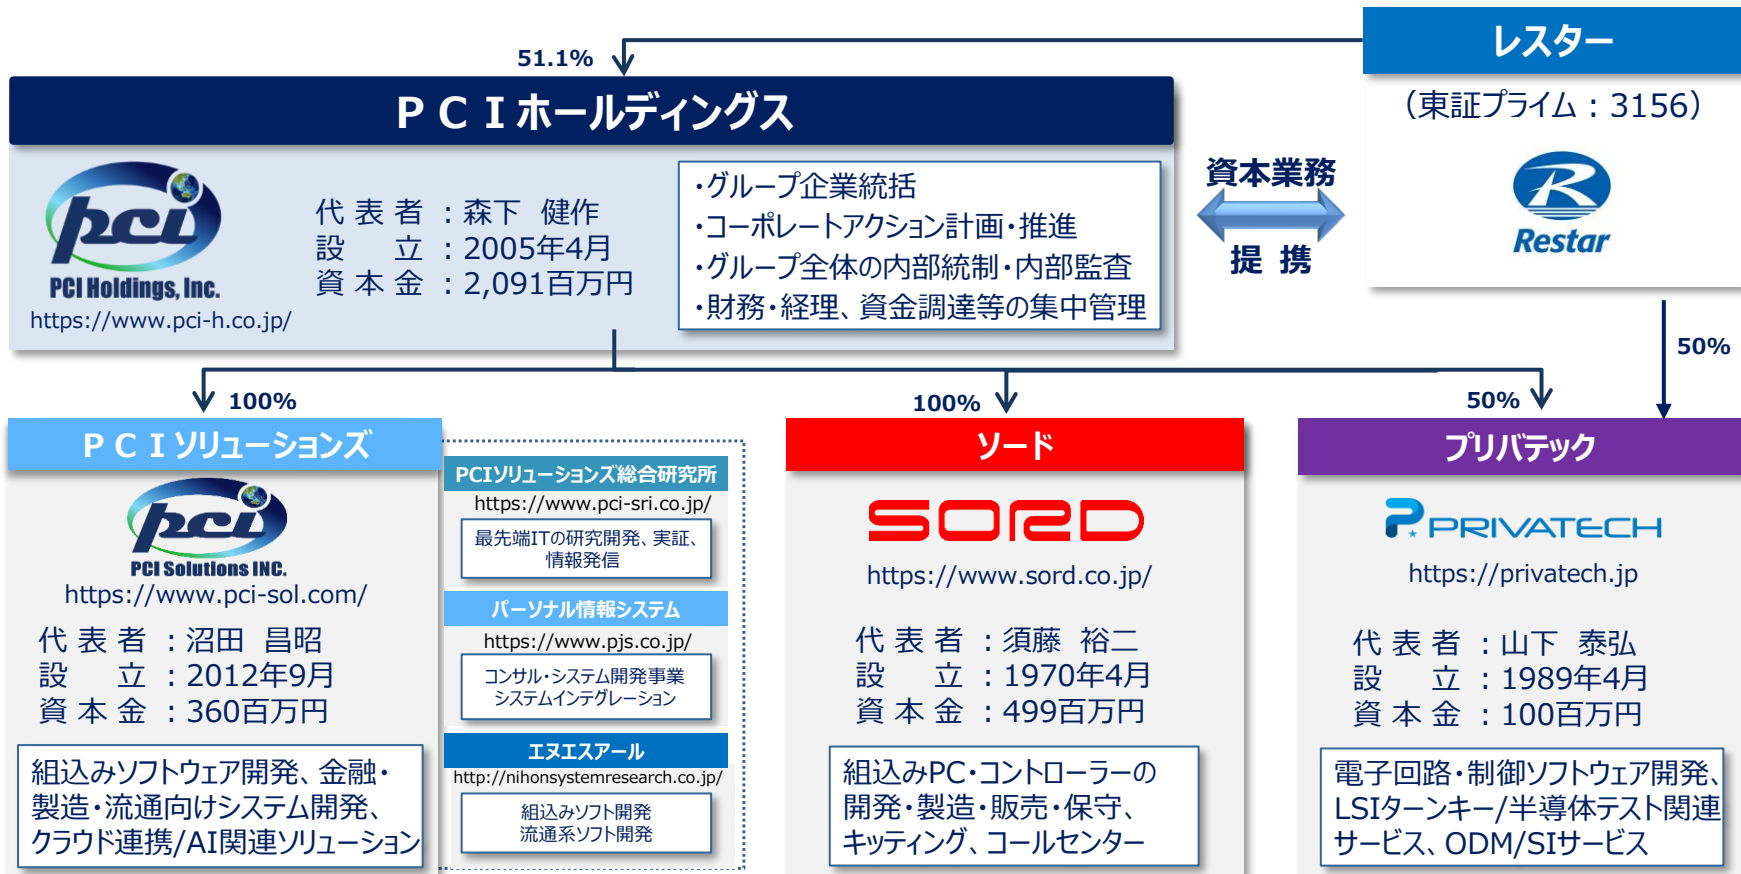 レスター
（東証プライム：3156）
Restar
51.1%
ＰＣＩホールディングス
pci
PCI Holdings, Inc.
https://www.pci-h.co.jp/
代 表 者 ：森下 健作
設 立 ：2005年4月
資 本 金 ：2,091百万円
・グループ企業統括
・コーポレートアクション計画・推進
・グループ全体の内部統制・内部監査
・財務・経理、資金調達等の集中管理
資本業務
提 携
50%
100%
100%
50%
ＰＣＩソリューションズ
pci
PCI Solutions INC.
https://www.pci-sol.com/
代 表 者 ：沼田 昌昭
設 立 ：2012年9月
資 本 金 ：360百万円
組込みソフトウェア開発、金融・
製造・流通向けシステム開発、
クラウド連携/AI関連ソリューション
PCIソリューションズ総合研究所
https://www.pci-sri.co.jp/
最先端ITの研究開発、実証、
情報発信
パーソナル情報システム
https://www.pjs.co.jp/
コンサル・システム開発事業
システムインテグレーション
エヌエスアール
http://nihonsystemresearch.co.jp/
組込みソフト開発
流通系ソフト開発
ソード
SORD
https://www.sord.co.jp/
代 表 者 ：須藤 裕二
設 立 ：1970年4月
資 本 金 ：499百万円
組込みPC・コントローラーの
開発・製造・販売・保守、
キッティング、コールセンター
プリバテック
PRIVATECH
https://privatech.jp
代 表 者 ：山下 泰弘
設 立 ：1989年4月
資 本 金 ：100百万円
電子回路・制御ソフトウェア開発、
LSIターンキー/半導体テスト関連
サービス、ODM/SIサービス